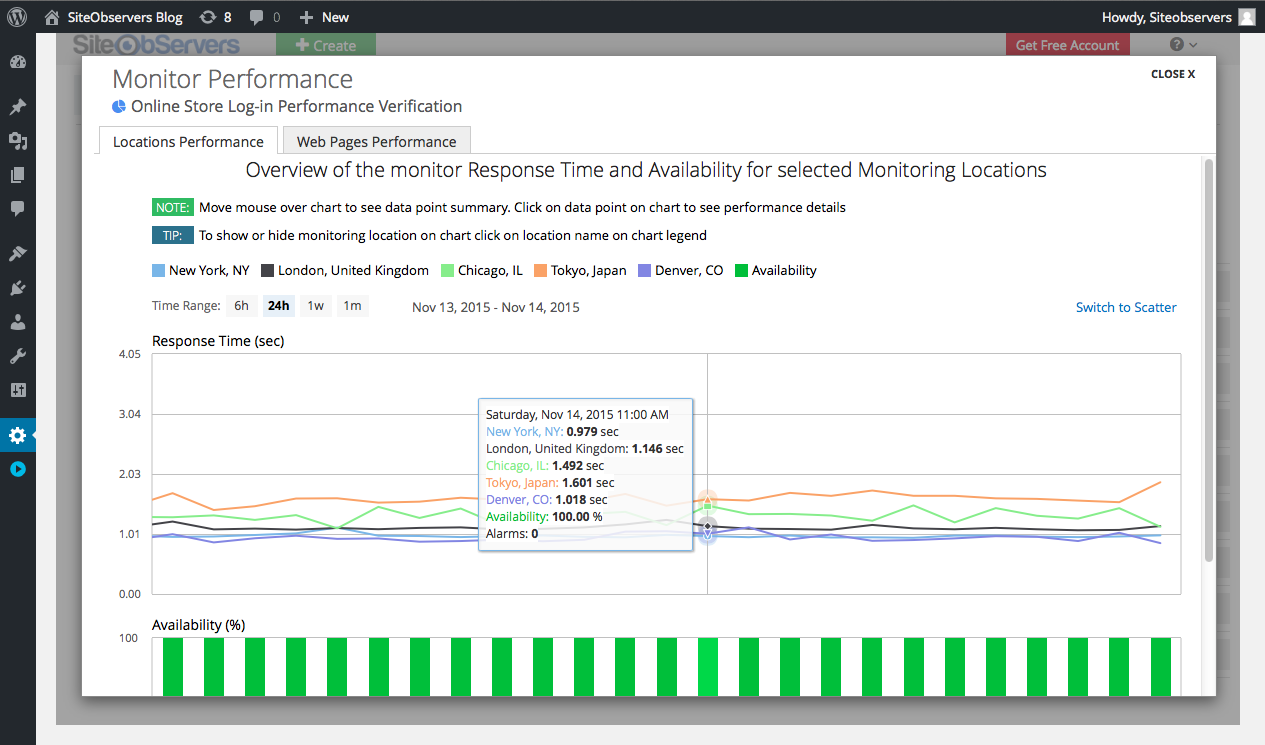 SiteObservers Blog 8 0 New Howdy, Siteobservers
SiteObServers Create Get Free Account
Monitor Performance CLOSE X
Online Store Log-in Performance Verification
Locations Performance Web Pages Performance
Overview of the monitor Response Time and Availability for selected Monitoring Locations
NOTE: Move mouse over chart to see data point summary. Click on data point on chart to see performance details
TIP: To show or hide monitoring location on chart click on location name on chart legend
New York, NY London, United Kingdom Chicago, IL Tokyo, Japan Denver, CO Availability
Time Range: 6h 24h 1w 1m Nov 13, 2015 - Nov 14, 2015 Switch to Scatter
Response Time (sec)
4.05
3.04
2.03
1.01
0.00
Saturday, Nov 14, 2015 11:00 AM
New York, NY: 0.979 sec
London, United Kingdom: 1.146 sec
Chicago, IL: 1.492 sec
Tokyo, Japan: 1.601 sec
Denver, CO: 1.018 sec
Availability: 100.00 %
Alarms: 0
Availability (%)
100